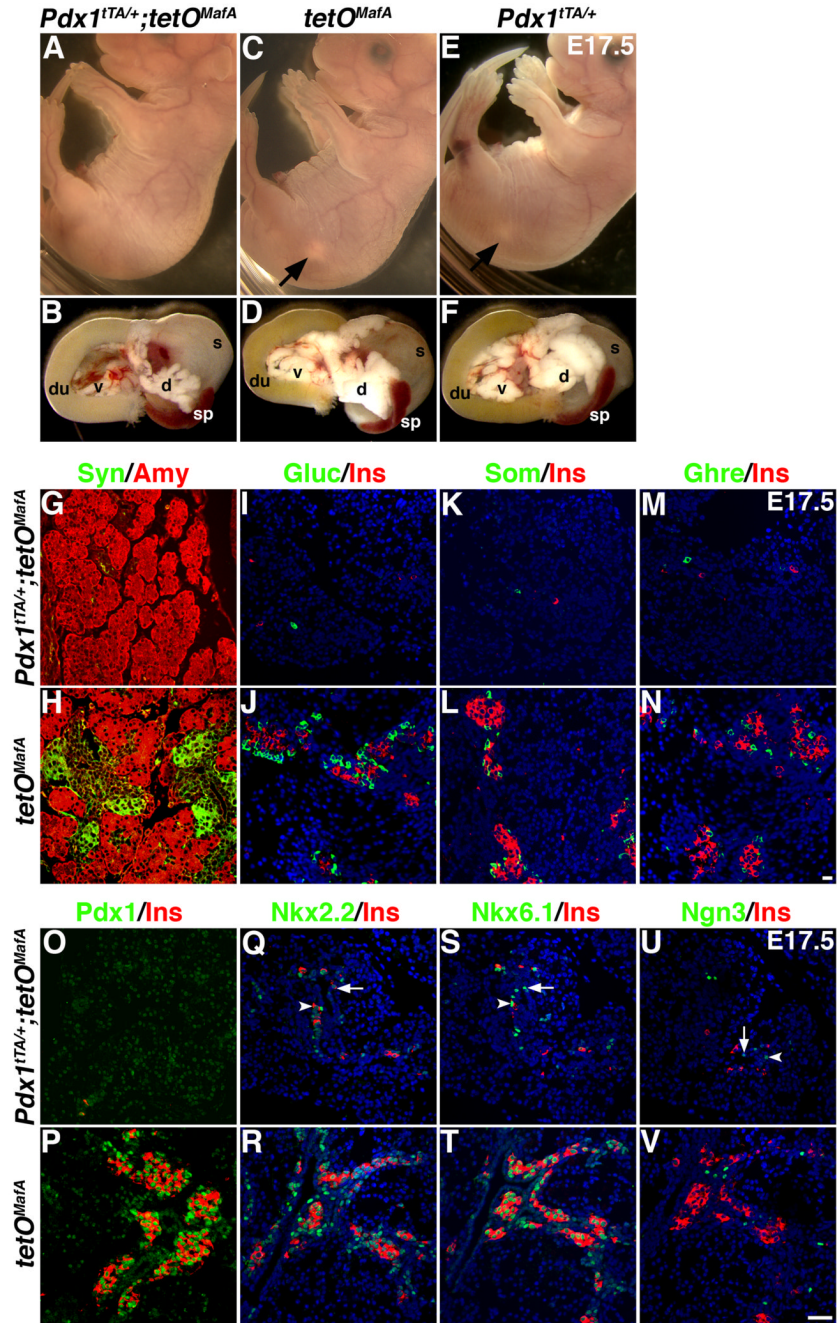 Pdx1tTA/+;tetOMafA tetOMafA Pdx1tTA/+
A C E E17.5
B D F
du v d s sp
du v d s sp
du v d s sp
Syn/Amy Gluc/Ins Som/Ins Ghre/Ins
Pdx1tTA/+;tetOMafA
G I K M E17.5
tetOMafA
H J L N
Pdx1/Ins Nkx2.2/Ins Nkx6.1/Ins Ngn3/Ins
Pdx1tTA/+;tetOMafA
O Q S U E17.5
tetOMafA
P R T V